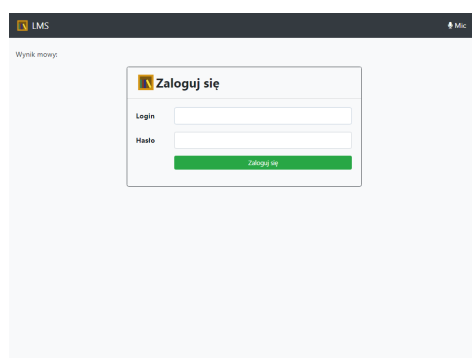 LMS
Mic
Wynik mowy:
Zaloguj się
Login
Hasło
Zaloguj się